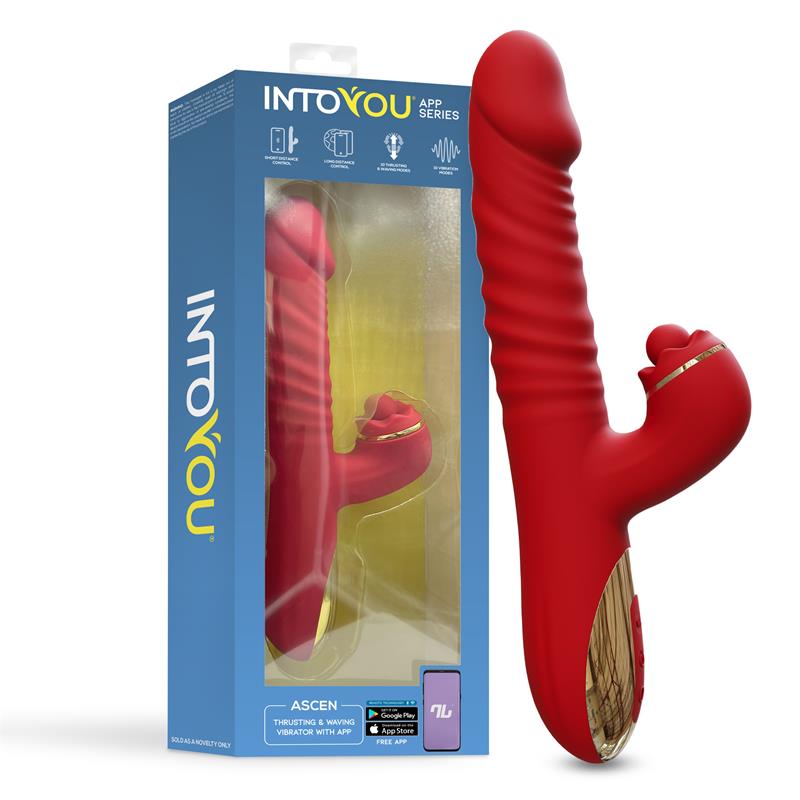 INTOYOU® APP SERIES
SHORT DISTANCE CONTROL
LONG DISTANCE CONTROL
10 THRUSTING & WAVING MODES
10 VIBRATION MODES
INTOYOU®
ASCEN
THRUSTING & WAVING
VIBRATOR WITH APP
REMOTE TECHNOLOGY
GET IT ON
Google Play
Download on the
App Store
FREE APP
SOLD AS A NOVELTY ONLY